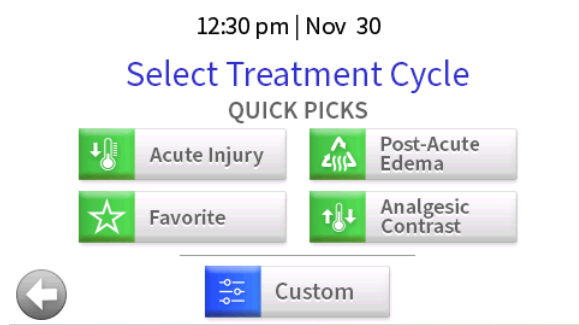 12:30 pm | Nov 30
Select Treatment Cycle
QUICK PICKS
Acute Injury
Post-Acute
Edema
Favorite
Analgesic
Contrast
Custom